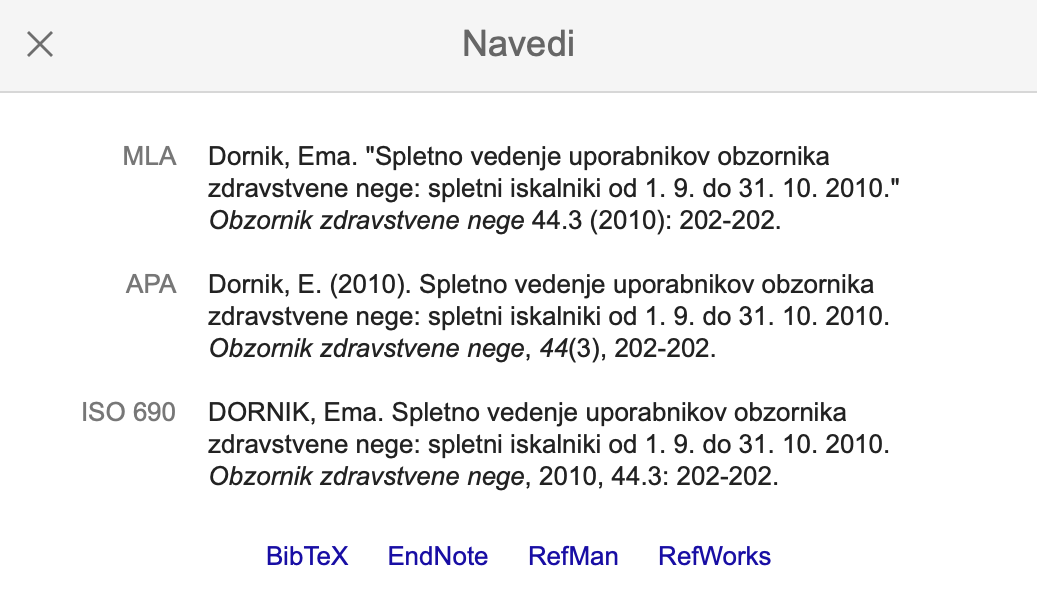 Navedi
MLA Dornik, Ema. "Spletno vedenje uporabnikov obzornika
zdravstvene nege: spletni iskalniki od 1. 9. do 31. 10. 2010."
Obzornik zdravstvene nege 44.3 (2010): 202-202.
APA Dornik, E. (2010). Spletno vedenje uporabnikov obzornika
zdravstvene nege: spletni iskalniki od 1. 9. do 31. 10. 2010.
Obzornik zdravstvene nege, 44(3), 202-202.
ISO 690 DORNIK, Ema. Spletno vedenje uporabnikov obzornika
zdravstvene nege: spletni iskalniki od 1. 9. do 31. 10. 2010.
Obzornik zdravstvene nege, 2010, 44.3: 202-202.
BibTeX EndNote RefMan RefWorks